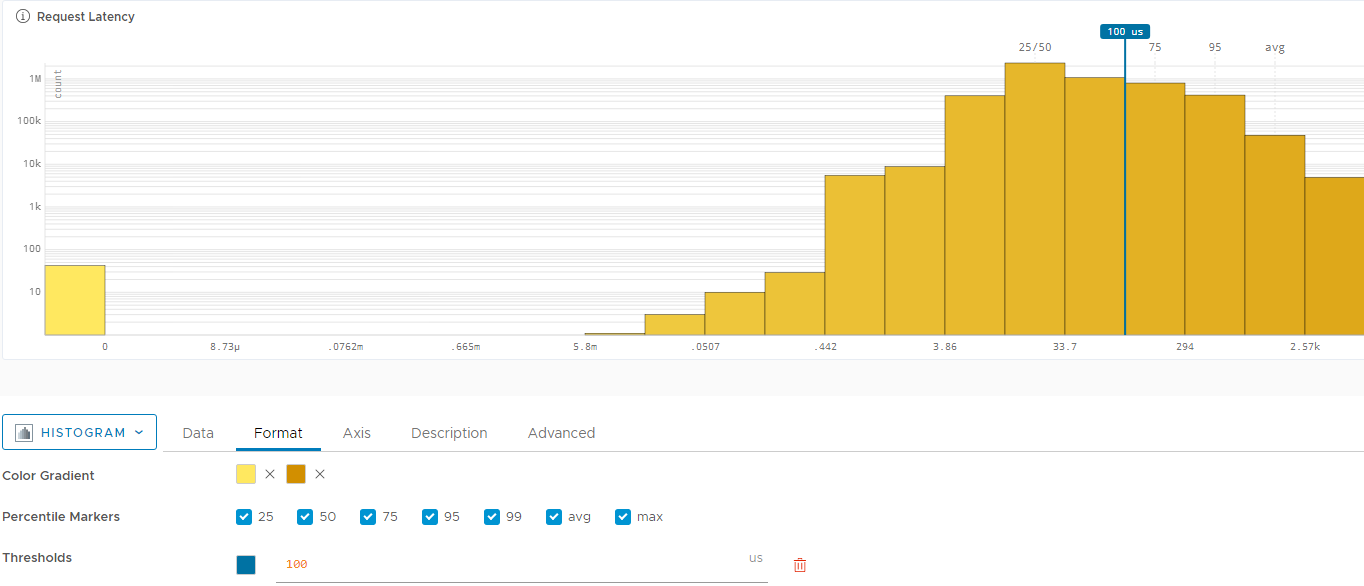 Request Latency
100 us
25/50 75 95 avg
count
1M
100k
10k
1k
100
10
0 8.73µ .0762m .665m 5.8m .0507 .442 3.86 33.7 294 2.57k
HISTOGRAM Data Format Axis Description Advanced
Color Gradient
Percentile Markers 25 50 75 95 99 avg max
Thresholds 100 us